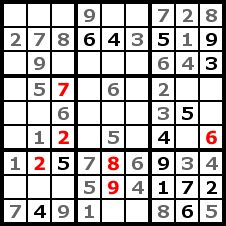 9 7 2 8
2 7 8 6 4 3 5 1 9
9 6 4 3
5 7 6 2
6 3 5
1 2 5 4 6
1 2 5 7 8 6 9 3 4
5 9 4 1 7 2
7 4 9 1 8 6 5